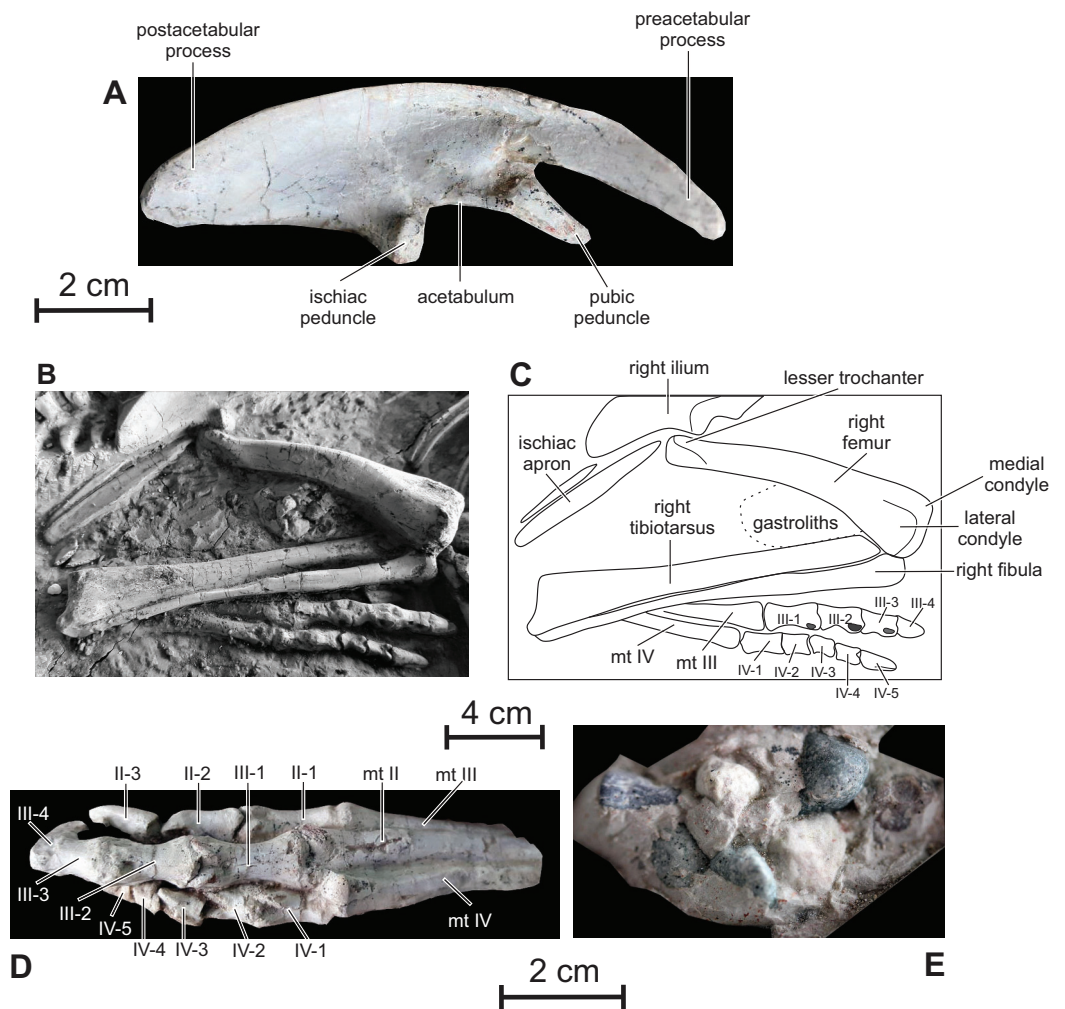 postacetabular
process
preacetabular
process
A
ischiac
peduncle
acetabulum
pubic
peduncle
2 cm
B
C
right ilium
lesser trochanter
ischiac
apron
right
femur
medial
condyle
right
tibiotarsus
gastroliths
lateral
condyle
right fibula
III-1
III-2
III-3
III-4
mt IV
mt III
IV-1
IV-2
IV-3
IV-4
IV-5
4 cm
II-3
II-2
III-1
II-1
mt II
mt III
III-4
III-3
III-2
IV-5
IV-4
IV-3
IV-2
IV-1
mt IV
D
E
2 cm